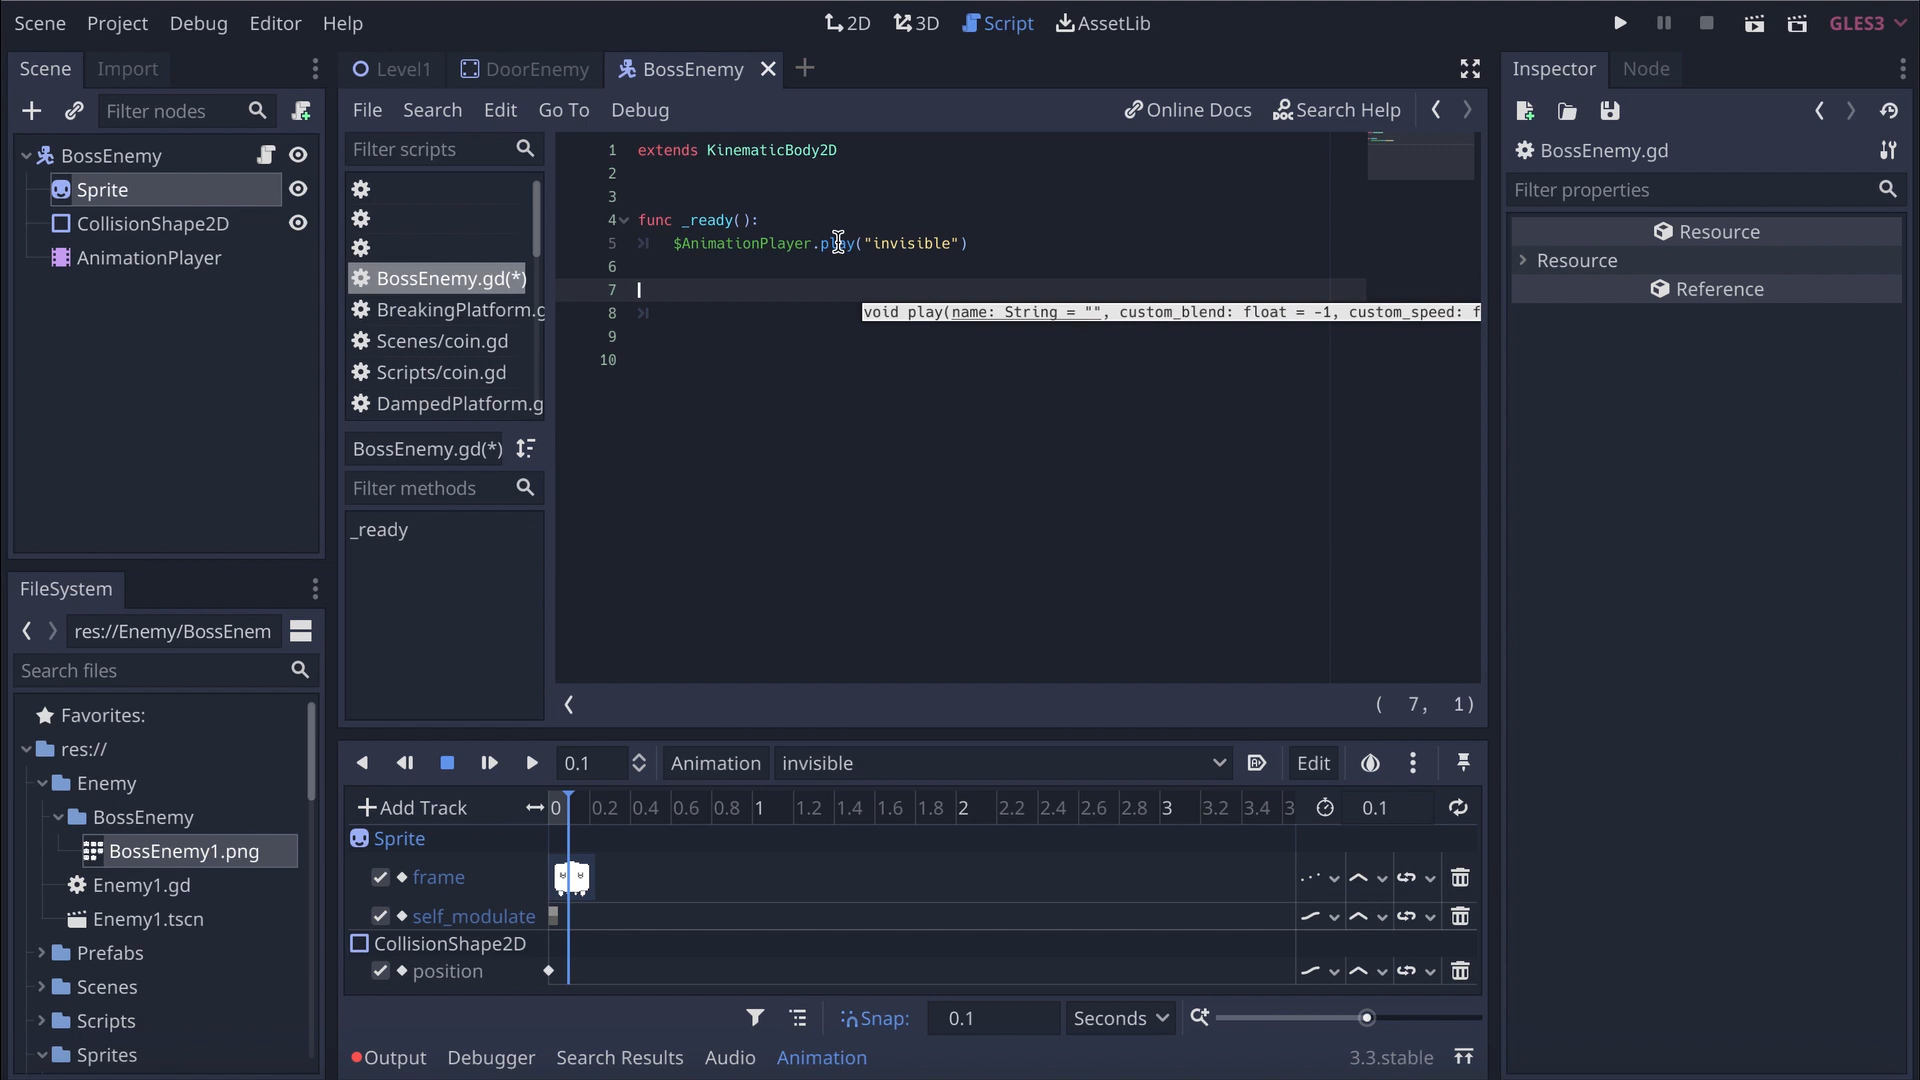 Scene Project Debug Editor Help 2D 3D Script AssetLib GLES3
Scene Import
Level1 DoorEnemy BossEnemy
Inspector Node
Filter nodes
File Search Edit Go To Debug Online Docs Search Help
BossEnemy
Sprite
CollisionShape2D
AnimationPlayer
Filter scripts
BossEnemy.gd(*)
BreakingPlatform.g
Scenes/coin.gd
Scripts/coin.gd
DampedPlatform.g
BossEnemy.gd(*)
Filter methods
_ready
1 extends KinematicBody2D
2
3
4 func _ready():
5 $AnimationPlayer.play("invisible")
6
7
8
9
10
void play(name: String = "", custom_blend: float = -1, custom_speed: f
( 7, 1)
BossEnemy.gd
Filter properties
Resource
Resource
Reference
FileSystem
res://Enemy/BossEnem
Search files
Favorites:
res://
Enemy
BossEnemy
BossEnemy1.png
Enemy1.gd
Enemy1.tscn
Prefabs
Scenes
Scripts
Sprites
0.1 Animation invisible Edit
Add Track 0 0.2 0.4 0.6 0.8 1 1.2 1.4 1.6 1.8 2 2.2 2.4 2.6 2.8 3 3.2 3.4 3 0.1
Sprite
frame
self_modulate
CollisionShape2D
position
Snap: 0.1 Seconds
Output Debugger Search Results Audio Animation 3.3.stable